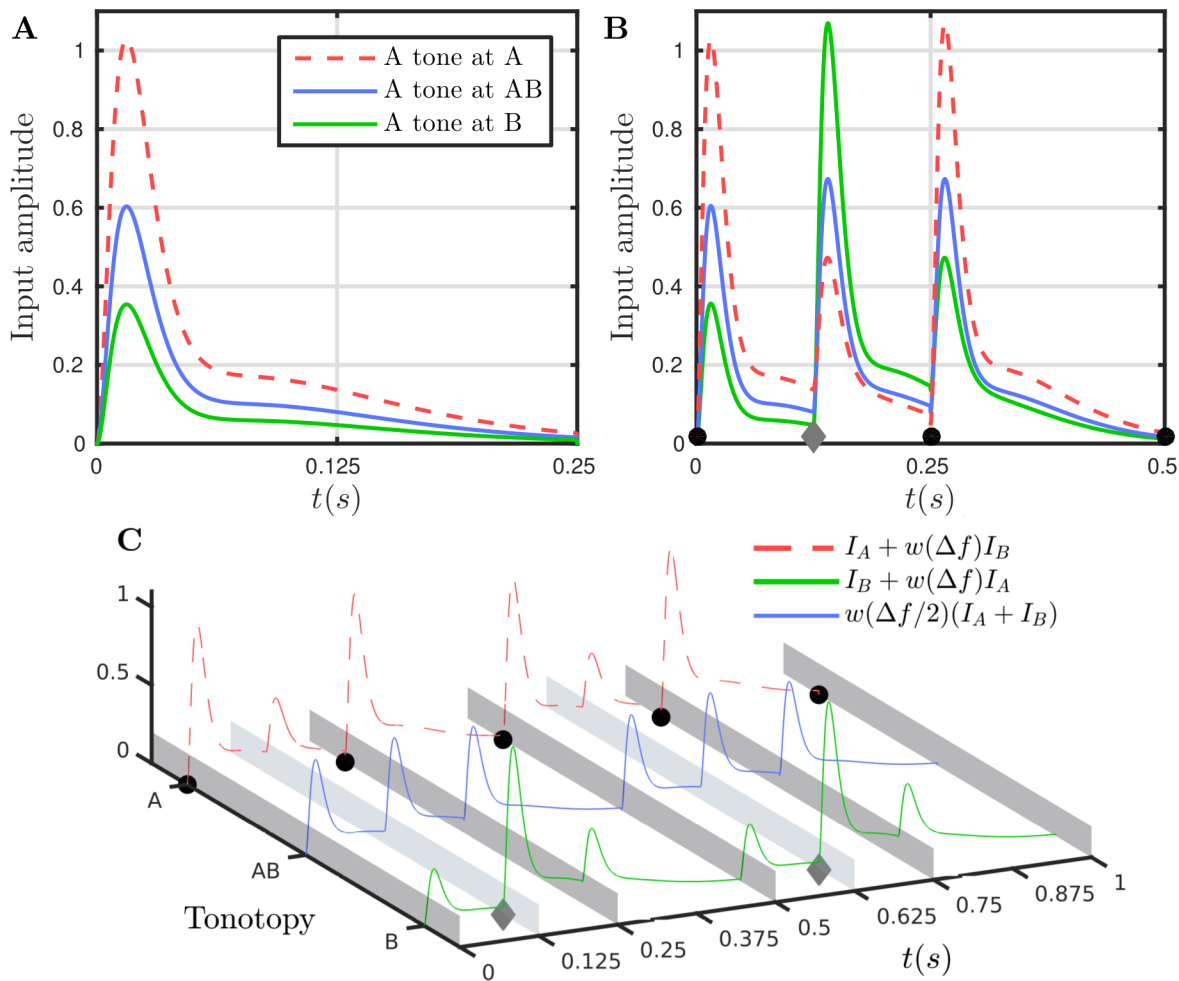 A
Input amplitude
1
0.8
0.6
0.4
0.2
0
0
0.125
0.25
t(s)
A tone at A
A tone at AB
A tone at B
B
Input amplitude
1
0.8
0.6
0.4
0.2
0
0
0.25
0.5
t(s)
C
I_A + w(Δf)I_B
I_B + w(Δf)I_A
w(Δf/2)(I_A + I_B)
1
0.5
0
A
AB
B
Tonotopy
0
0.125
0.25
0.375
0.5
0.625
0.75
0.875
1
t(s)